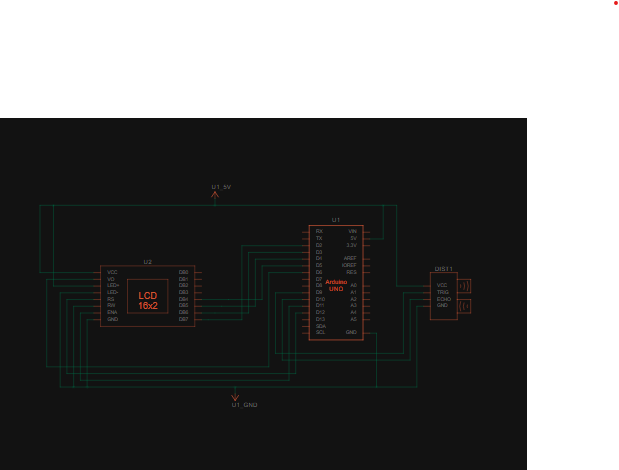 U1_5V
U1
RX
TX
D2
D3
D4
D5
D6
D7
D8
D9
D10
D11
D12
D13
SDA
SCL
VIN
5V
3.3V
AREF
IOREF
RES
A0
A1
A2
A3
A4
A5
GND
Arduino
UNO
U2
VCC
VO
LED+
LED-
RS
RW
ENA
GND
DB0
DB1
DB2
DB3
DB4
DB5
DB6
DB7
LCD
16x2
DIST1
VCC
TRIG
ECHO
GND
U1_GND